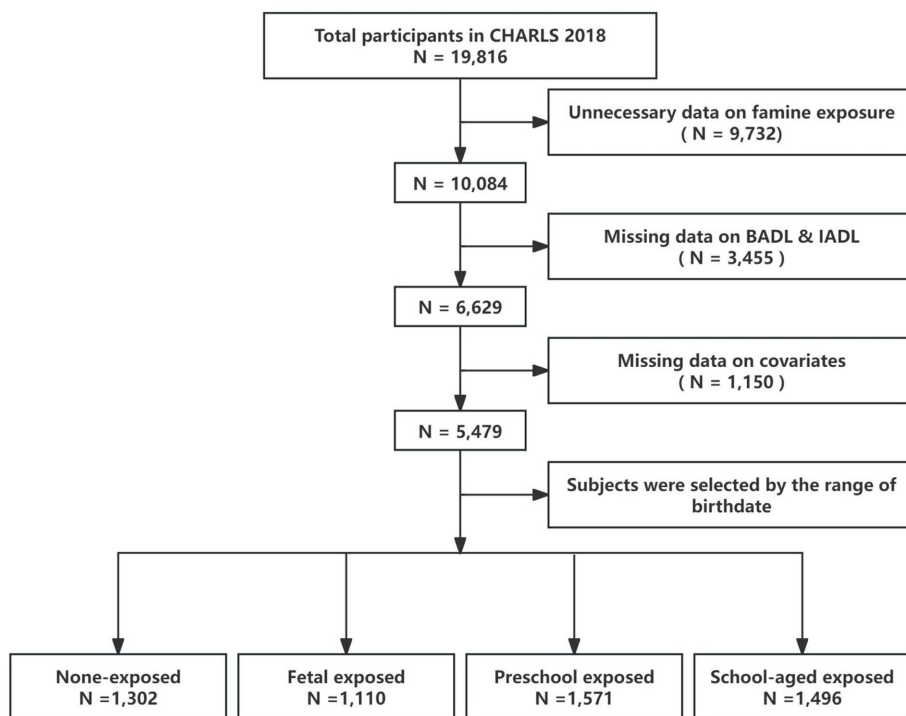 Total participants in CHARLS 2018
N = 19,816
Unnecessary data on famine exposure
( N = 9,732)
N = 10,084
Missing data on BADL & IADL
( N = 3,455 )
N = 6,629
Missing data on covariates
( N = 1,150 )
N = 5,479
Subjects were selected by the range of
birthdate
None-exposed
N =1,302
Fetal exposed
N =1,110
Preschool exposed
N =1,571
School-aged exposed
N =1,496